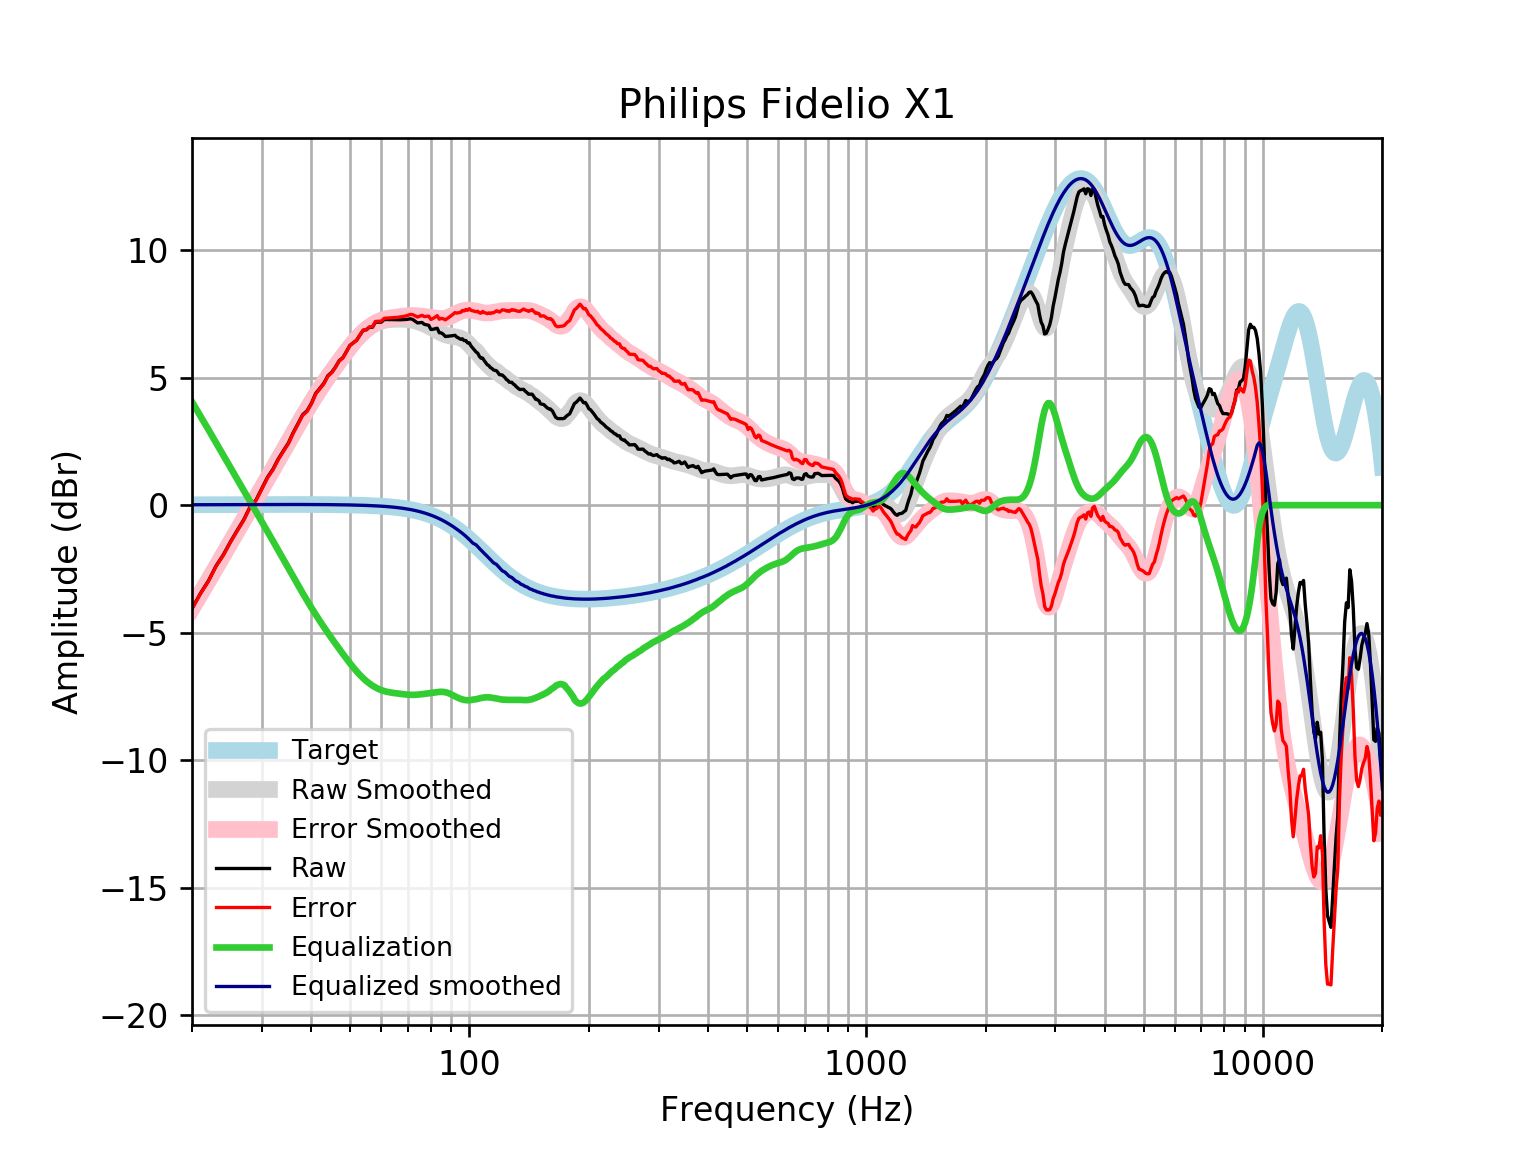 Philips Fidelio X1
Amplitude (dBr)
10
5
0
−5
−10
−15
−20
Target
Raw Smoothed
Error Smoothed
Raw
Error
Equalization
Equalized smoothed
100
1000
10000
Frequency (Hz)